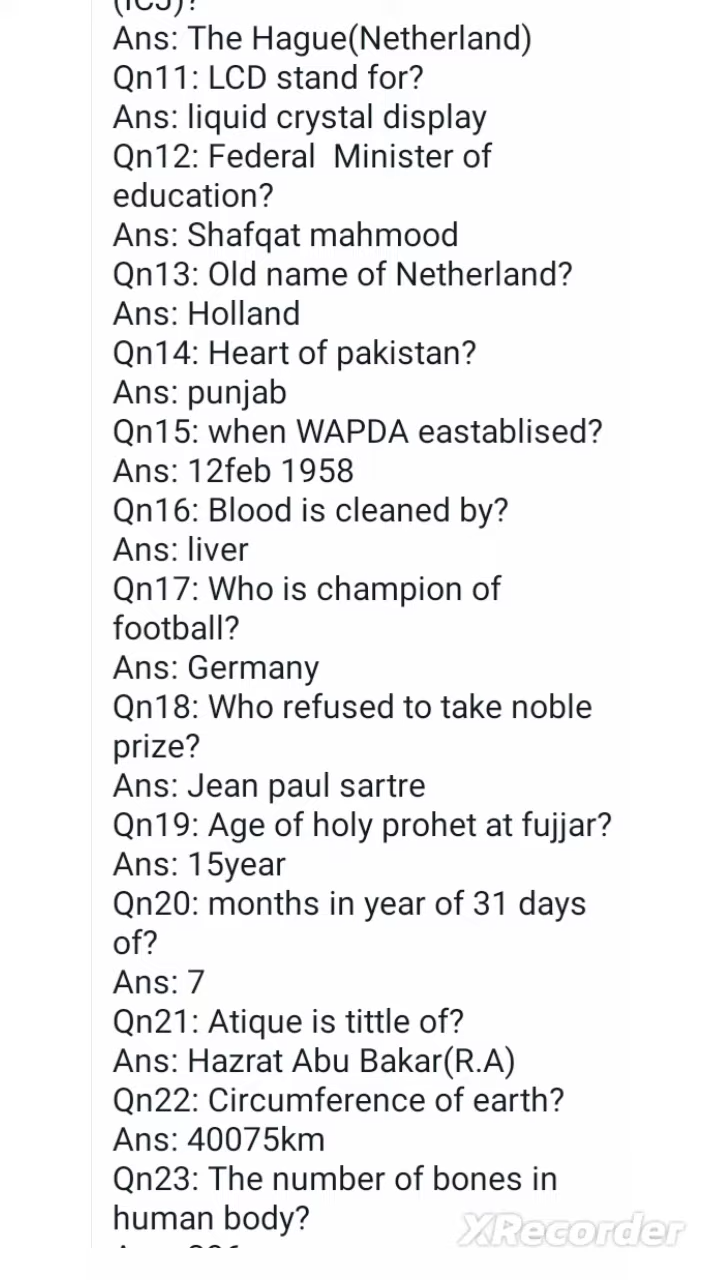 Ans: The Hague(Netherland)
Qn11: LCD stand for?
Ans: liquid crystal display
Qn12: Federal  Minister of
education?
Ans: Shafqat mahmood
Qn13: Old name of Netherland?
Ans: Holland
Qn14: Heart of pakistan?
Ans: punjab
Qn15: when WAPDA eastablised?
Ans: 12feb 1958
Qn16: Blood is cleaned by?
Ans: liver
Qn17: Who is champion of
football?
Ans: Germany
Qn18: Who refused to take noble
prize?
Ans: Jean paul sartre
Qn19: Age of holy prohet at fujjar?
Ans: 15year
Qn20: months in year of 31 days
of?
Ans: 7
Qn21: Atique is tittle of?
Ans: Hazrat Abu Bakar(R.A)
Qn22: Circumference of earth?
Ans: 40075km
Qn23: The number of bones in
human body?
XRecorder